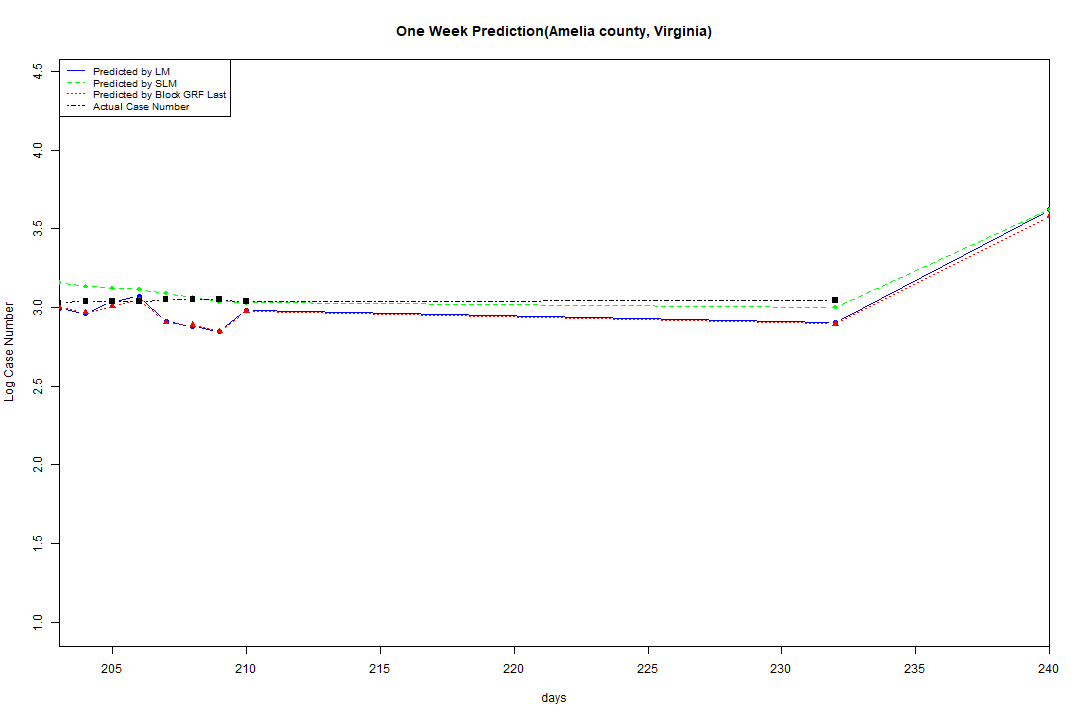 One Week Prediction(Amelia county, Virginia)
Predicted by LM
Predicted by SLM
Predicted by Block GRF Last
Actual Case Number
Log Case Number
4.5
4.0
3.5
3.0
2.5
2.0
1.5
1.0
205 210 215 220 225 230 235 240
days